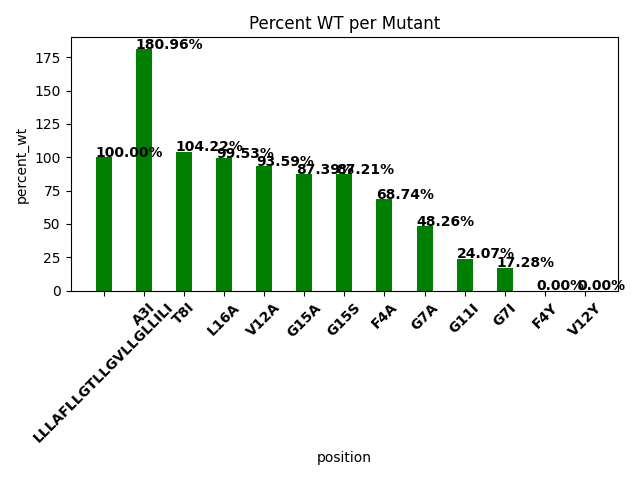 Percent WT per Mutant
percent_wt
175
150
125
100
75
50
25
0
100.00%
180.96%
104.22%
99.53%
93.59%
87.39%
87.21%
68.74%
48.26%
24.07%
17.28%
0.00%
0.00%
LLLAFLLGTLLGVLLGLLILI
A3I
T8I
L16A
V12A
G15A
G15S
F4A
G7A
G11I
G7I
F4Y
V12Y
position